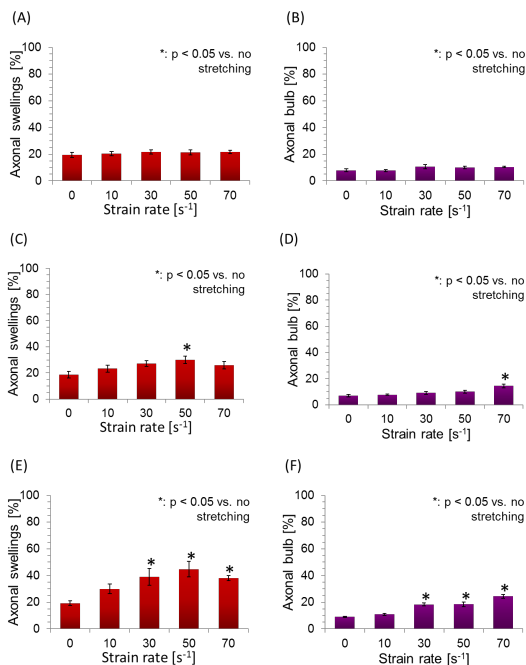 (A)
Axonal swellings [%]
100
80
60
40
20
0
*: p < 0.05 vs. no
stretching
0 10 30 50 70
Strain rate [s⁻¹]
(B)
Axonal bulb [%]
100
80
60
40
20
0
*: p < 0.05 vs. no
stretching
0 10 30 50 70
Strain rate [s⁻¹]
(C)
Axonal swellings [%]
100
80
60
40
20
0
*: p < 0.05 vs. no
stretching
*
0 10 30 50 70
Strain rate [s⁻¹]
(D)
Axonal bulb [%]
100
80
60
40
20
0
*: p < 0.05 vs. no
stretching
*
0 10 30 50 70
Strain rate [s⁻¹]
(E)
Axonal swellings [%]
100
80
60
40
20
0
*: p < 0.05 vs. no
stretching
* * *
0 10 30 50 70
Strain rate [s⁻¹]
(F)
Axonal bulb [%]
100
80
60
40
20
0
*: p < 0.05 vs. no
stretching
* * *
0 10 30 50 70
Strain rate [s⁻¹]